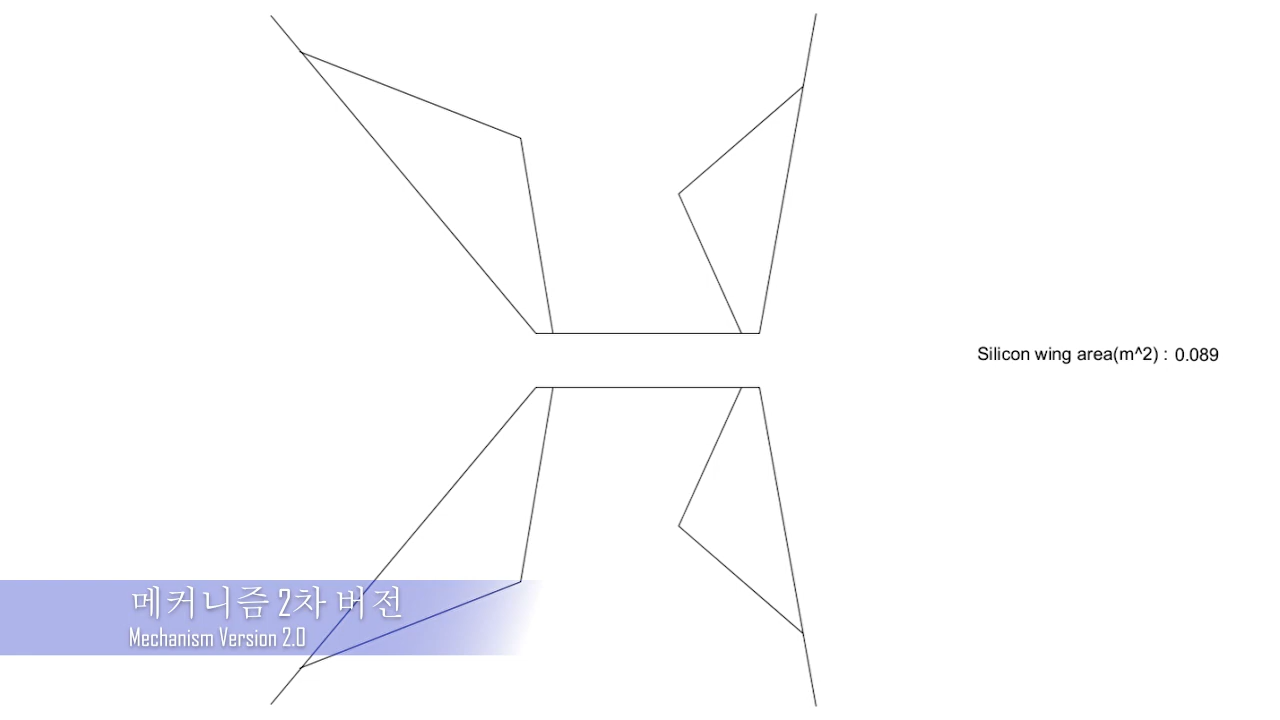 Silicon wing area(m^2) : 0.089
메커니즘 2차 버전
Mechanism Version 2.0